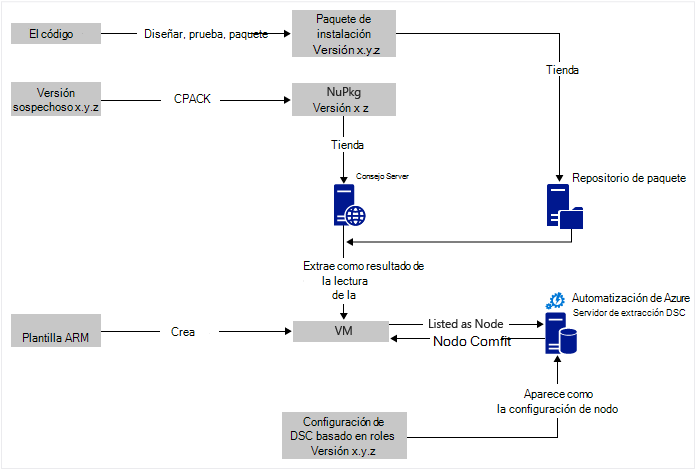 El código
Diseñar, prueba, paquete
Paquete de
instalación
Versión x.y.z
Tienda
Versión
sospechoso x.y.z
CPACK
NuPkg
Versión x z
Tienda
Consejo Server
Repositorio de paquete
Extrae como resultado de
la lectura
de la
Automatización de Azure
Servidor de extracción DSC
Plantilla ARM
Crea
VM
Listed as Node
Nodo Comfit
Aparece como
la configuración de nodo
Configuración de
DSC basado en roles
Versión x.y.z